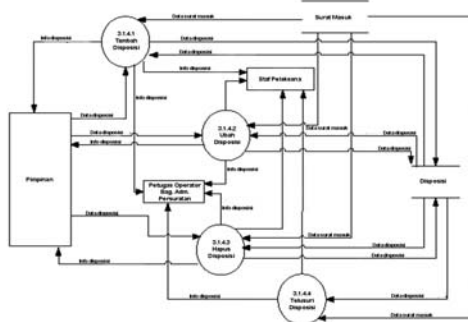 Data surat masuk
Surat Masuk
Info disposisi
3.1.4.1
Tambah
Disposisi
Data disposisi
Data disposisi
Info disposisi
Staf Pelaksana
Data disposisi
Info disposisi
Data surat masuk
3.1.4.2
Ubah
Disposisi
Data disposisi
Data disposisi
Info disposisi
Data disposisi
Info disposisi
Pimpinan
Petugas Operator
Bag. Adm.
Persuratan
Disposisi
Data disposisi
Data surat masuk
3.1.4.3
Hapus
Disposisi
Data disposisi
Info disposisi
Data disposisi
3.1.4.4
Telusuri
Disposisi
Info disposisi
Data disposisi
Data surat masuk